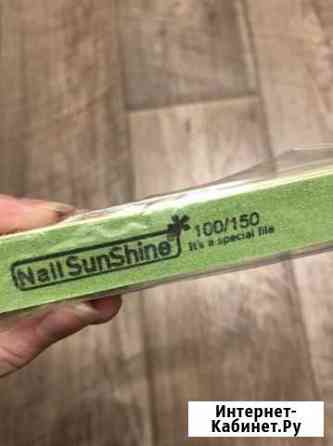 Nail SunShine
100/150
It's a special file
Интернет-
Кабинет.Ру